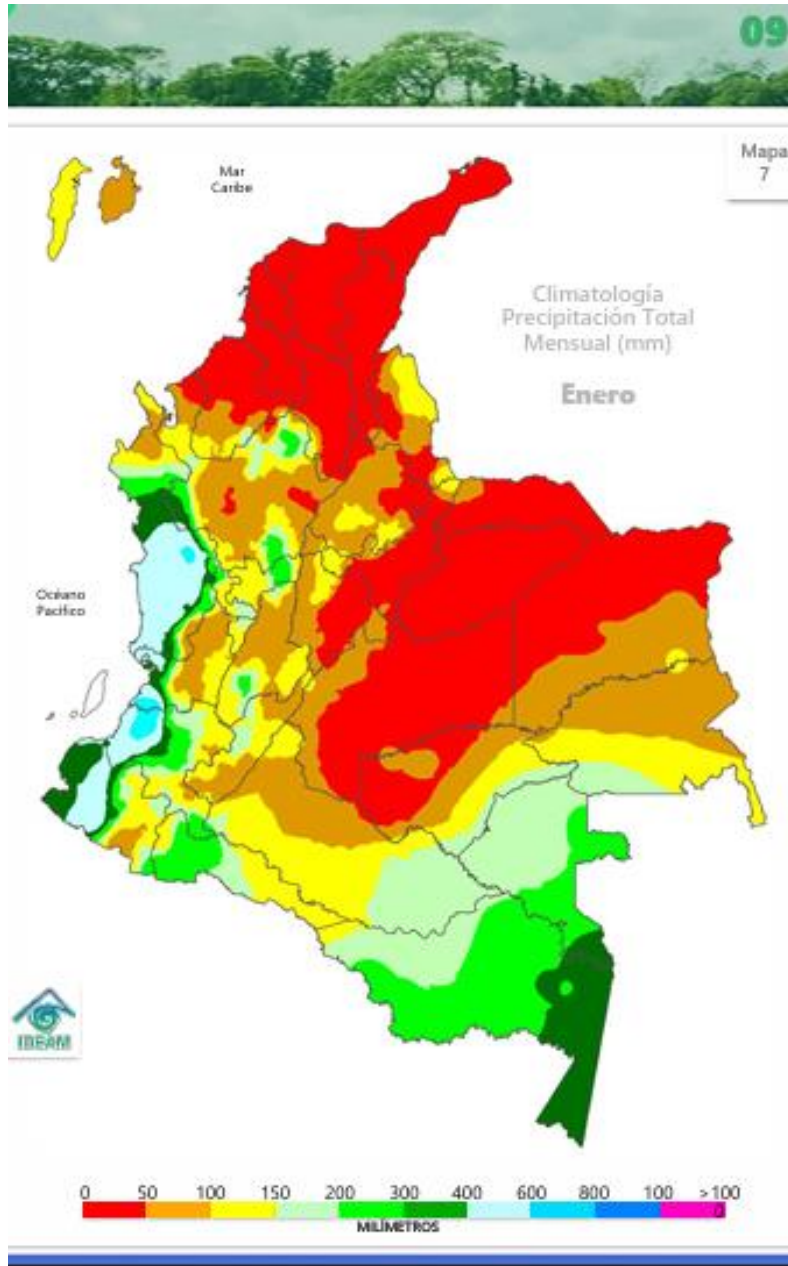 09
Mapa
7
Mar
Caribe
Climatología
Precipitación Total
Mensual (mm)
Enero
Océano
Pacífico
IDEAM
0 50 100 150 200 300 400 600 800 100 >100
0
MILÍMETROS